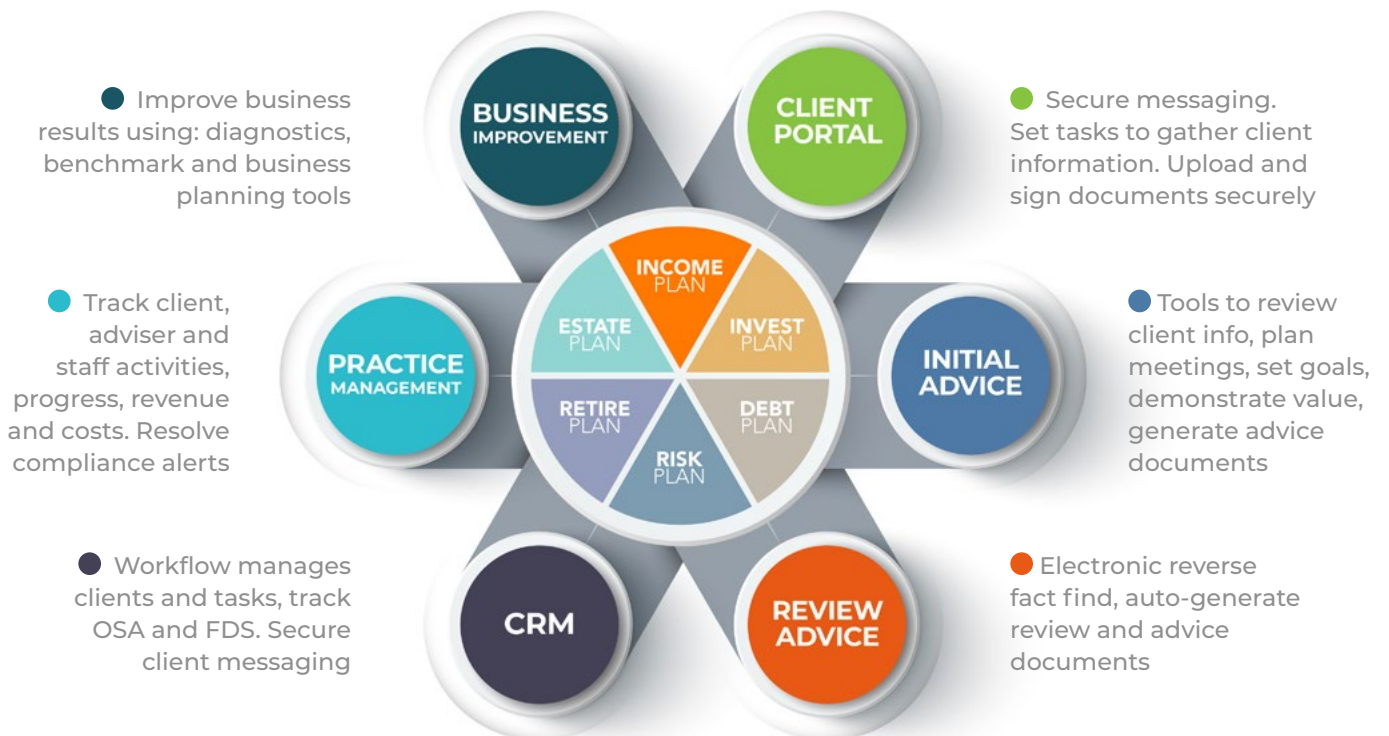 Improve business
results using: diagnostics,
benchmark and business
planning tools
BUSINESS
IMPROVEMENT
CLIENT
PORTAL
Secure messaging.
Set tasks to gather client
information. Upload and
sign documents securely
Track client,
adviser and
staff activities,
progress, revenue
and costs. Resolve
compliance alerts
PRACTICE
MANAGEMENT
INCOME
PLAN
ESTATE
PLAN
INVEST
PLAN
RETIRE
PLAN
DEBT
PLAN
RISK
PLAN
INITIAL
ADVICE
Tools to review
client info, plan
meetings, set goals,
demonstrate value,
generate advice
documents
Workflow manages
clients and tasks, track
OSA and FDS. Secure
client messaging
CRM
REVIEW
ADVICE
Electronic reverse
fact find, auto-generate
review and advice
documents